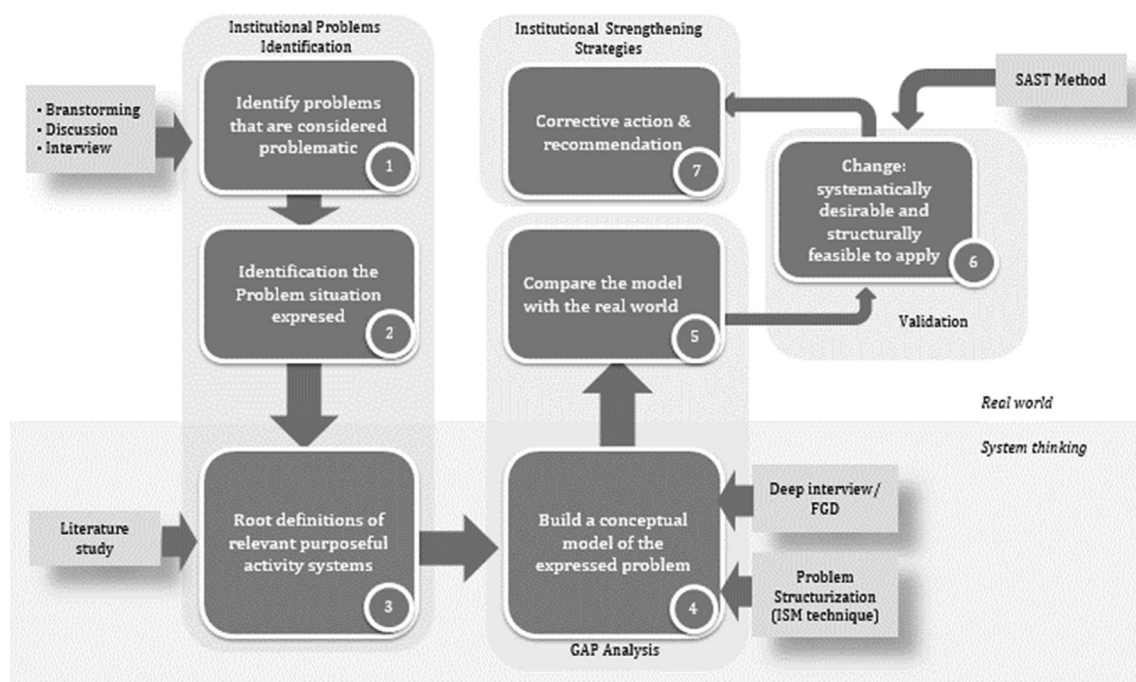 Institutional Problems
Identification
▪ Branstorming
▪ Discussion
▪ Interview
Identify problems
that are considered
problematic
1
Identification the
Problem situation
expresed
2
Literature
study
Root definitions of
relevant purposeful
activity systems
3
Build a conceptual
model of the
expressed problem
4
GAP Analysis
Deep interview/
FGD
Problem
Structurization
(ISM technique)
Compare the model
with the real world
5
Change:
systematically
desirable and
structurally
feasible to apply
6
Validation
SAST Method
Institutional Strengthening
Strategies
Corrective action &
recommendation
7
Real world
System thinking